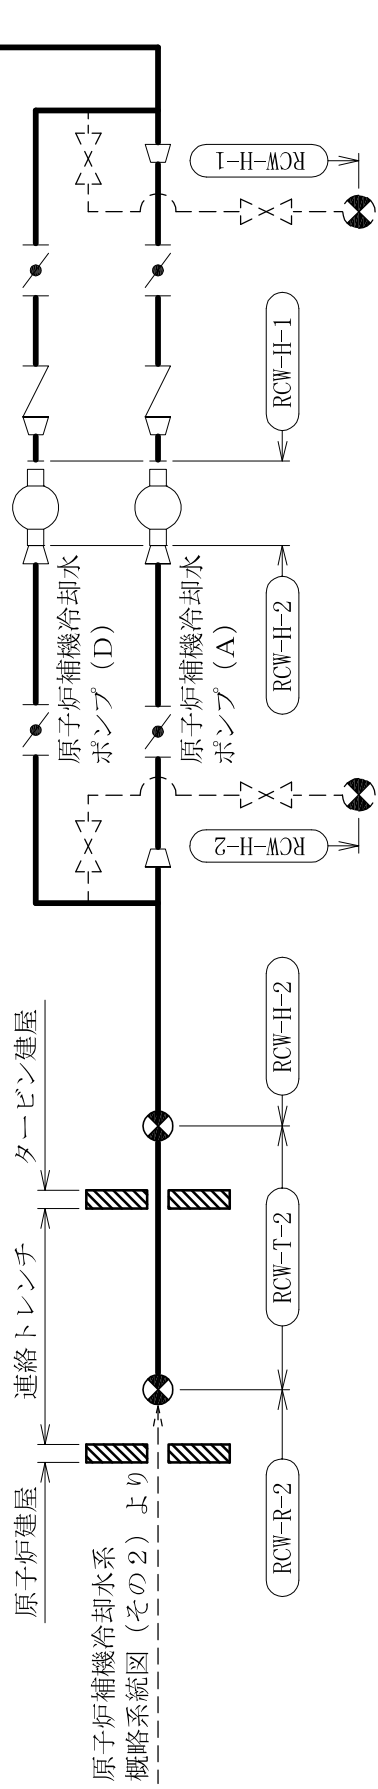 原子炉建屋
連絡トレンチ
タービン建屋
原子炉補機冷却水系
概略系統図（その２）より
原子炉補機冷却水
ポンプ（D）
原子炉補機冷却水
ポンプ（A）
RCW-H-2
RCW-H-1
RCW-R-2
RCW-T-2
RCW-H-2
RCW-H-2
RCW-H-1